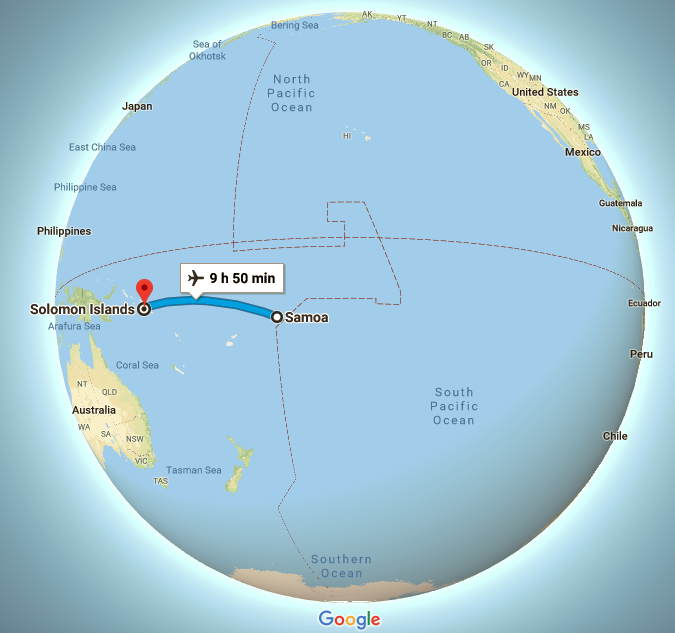 AK
YT
NT
Bering Sea
BC
AB
Sea of
Okhotsk
SK
OR
ID
WY
MN
CA
North
Pacific
Ocean
United States
NM
OK
Japan
HI
MS
LA
East China Sea
Mexico
Philippine Sea
Guatemala
Nicaragua
Philippines
9 h 50 min
Solomon Islands
Samoa
Ecuador
Arafura Sea
Peru
Coral Sea
NT
QLD
South
Pacific
Ocean
Australia
WA
SA
NSW
Chile
VIC
TAS
Tasman Sea
Southern
Ocean
Google